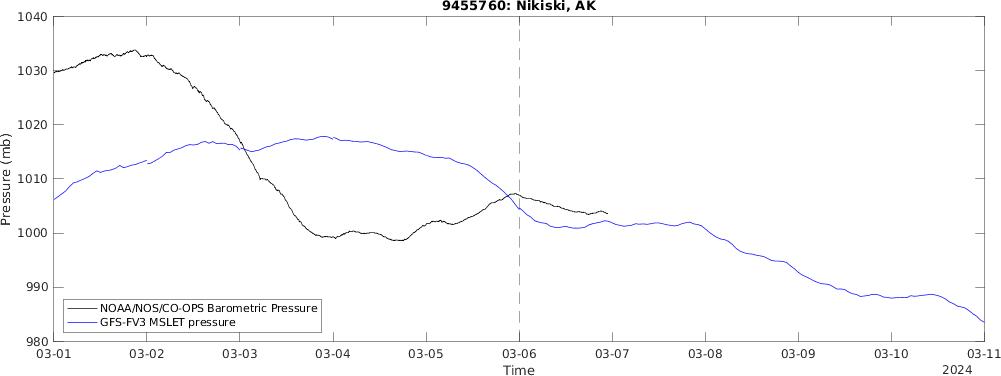 9455760: Nikiski, AK
1040
1030
1020
1010
1000
990
980
Pressure (mb)
NOAA/NOS/CO-OPS Barometric Pressure
GFS-FV3 MSLET pressure
03-01 03-02 03-03 03-04 03-05 03-06 03-07 03-08 03-09 03-10 03-11
Time
2024